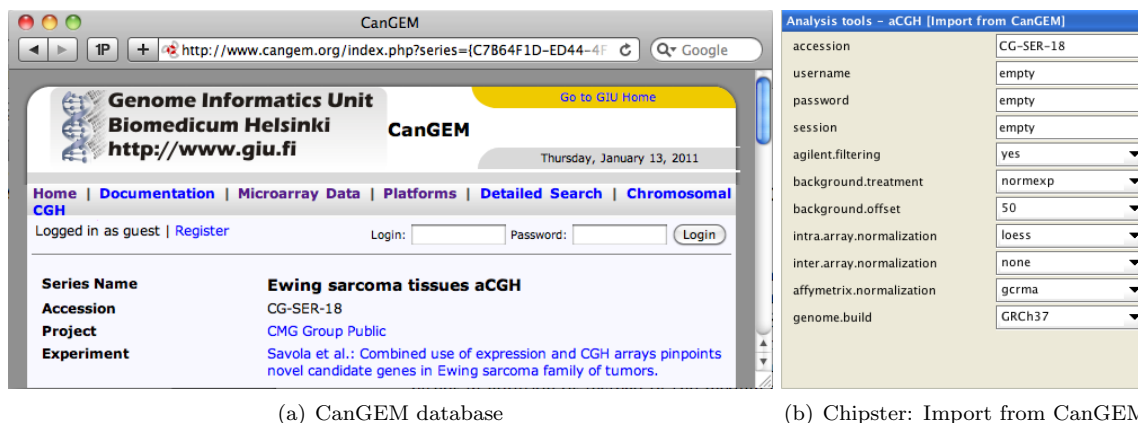 CanGEM
1P
+
http://www.cangem.org/index.php?series={C7B64F1D-ED44-4F
Google
Genome Informatics Unit
Biomedicum Helsinki
http://www.giu.fi
CanGEM
Go to GIU Home
Thursday, January 13, 2011
Home | Documentation | Microarray Data | Platforms | Detailed Search | Chromosomal
CGH
Logged in as guest | Register
Login:
Password:
Login
Series Name Ewing sarcoma tissues aCGH
Accession CG-SER-18
Project CMG Group Public
Experiment Savola et al.: Combined use of expression and CGH arrays pinpoints
novel candidate genes in Ewing sarcoma family of tumors.
(a) CanGEM database
Analysis tools – aCGH [Import from CanGEM]
accession CG-SER-18
username empty
password empty
session empty
agilent.filtering yes
background.treatment normexp
background.offset 50
intra.array.normalization loess
inter.array.normalization none
affymetrix.normalization gcrma
genome.build GRCh37
(b) Chipster: Import from CanGEM